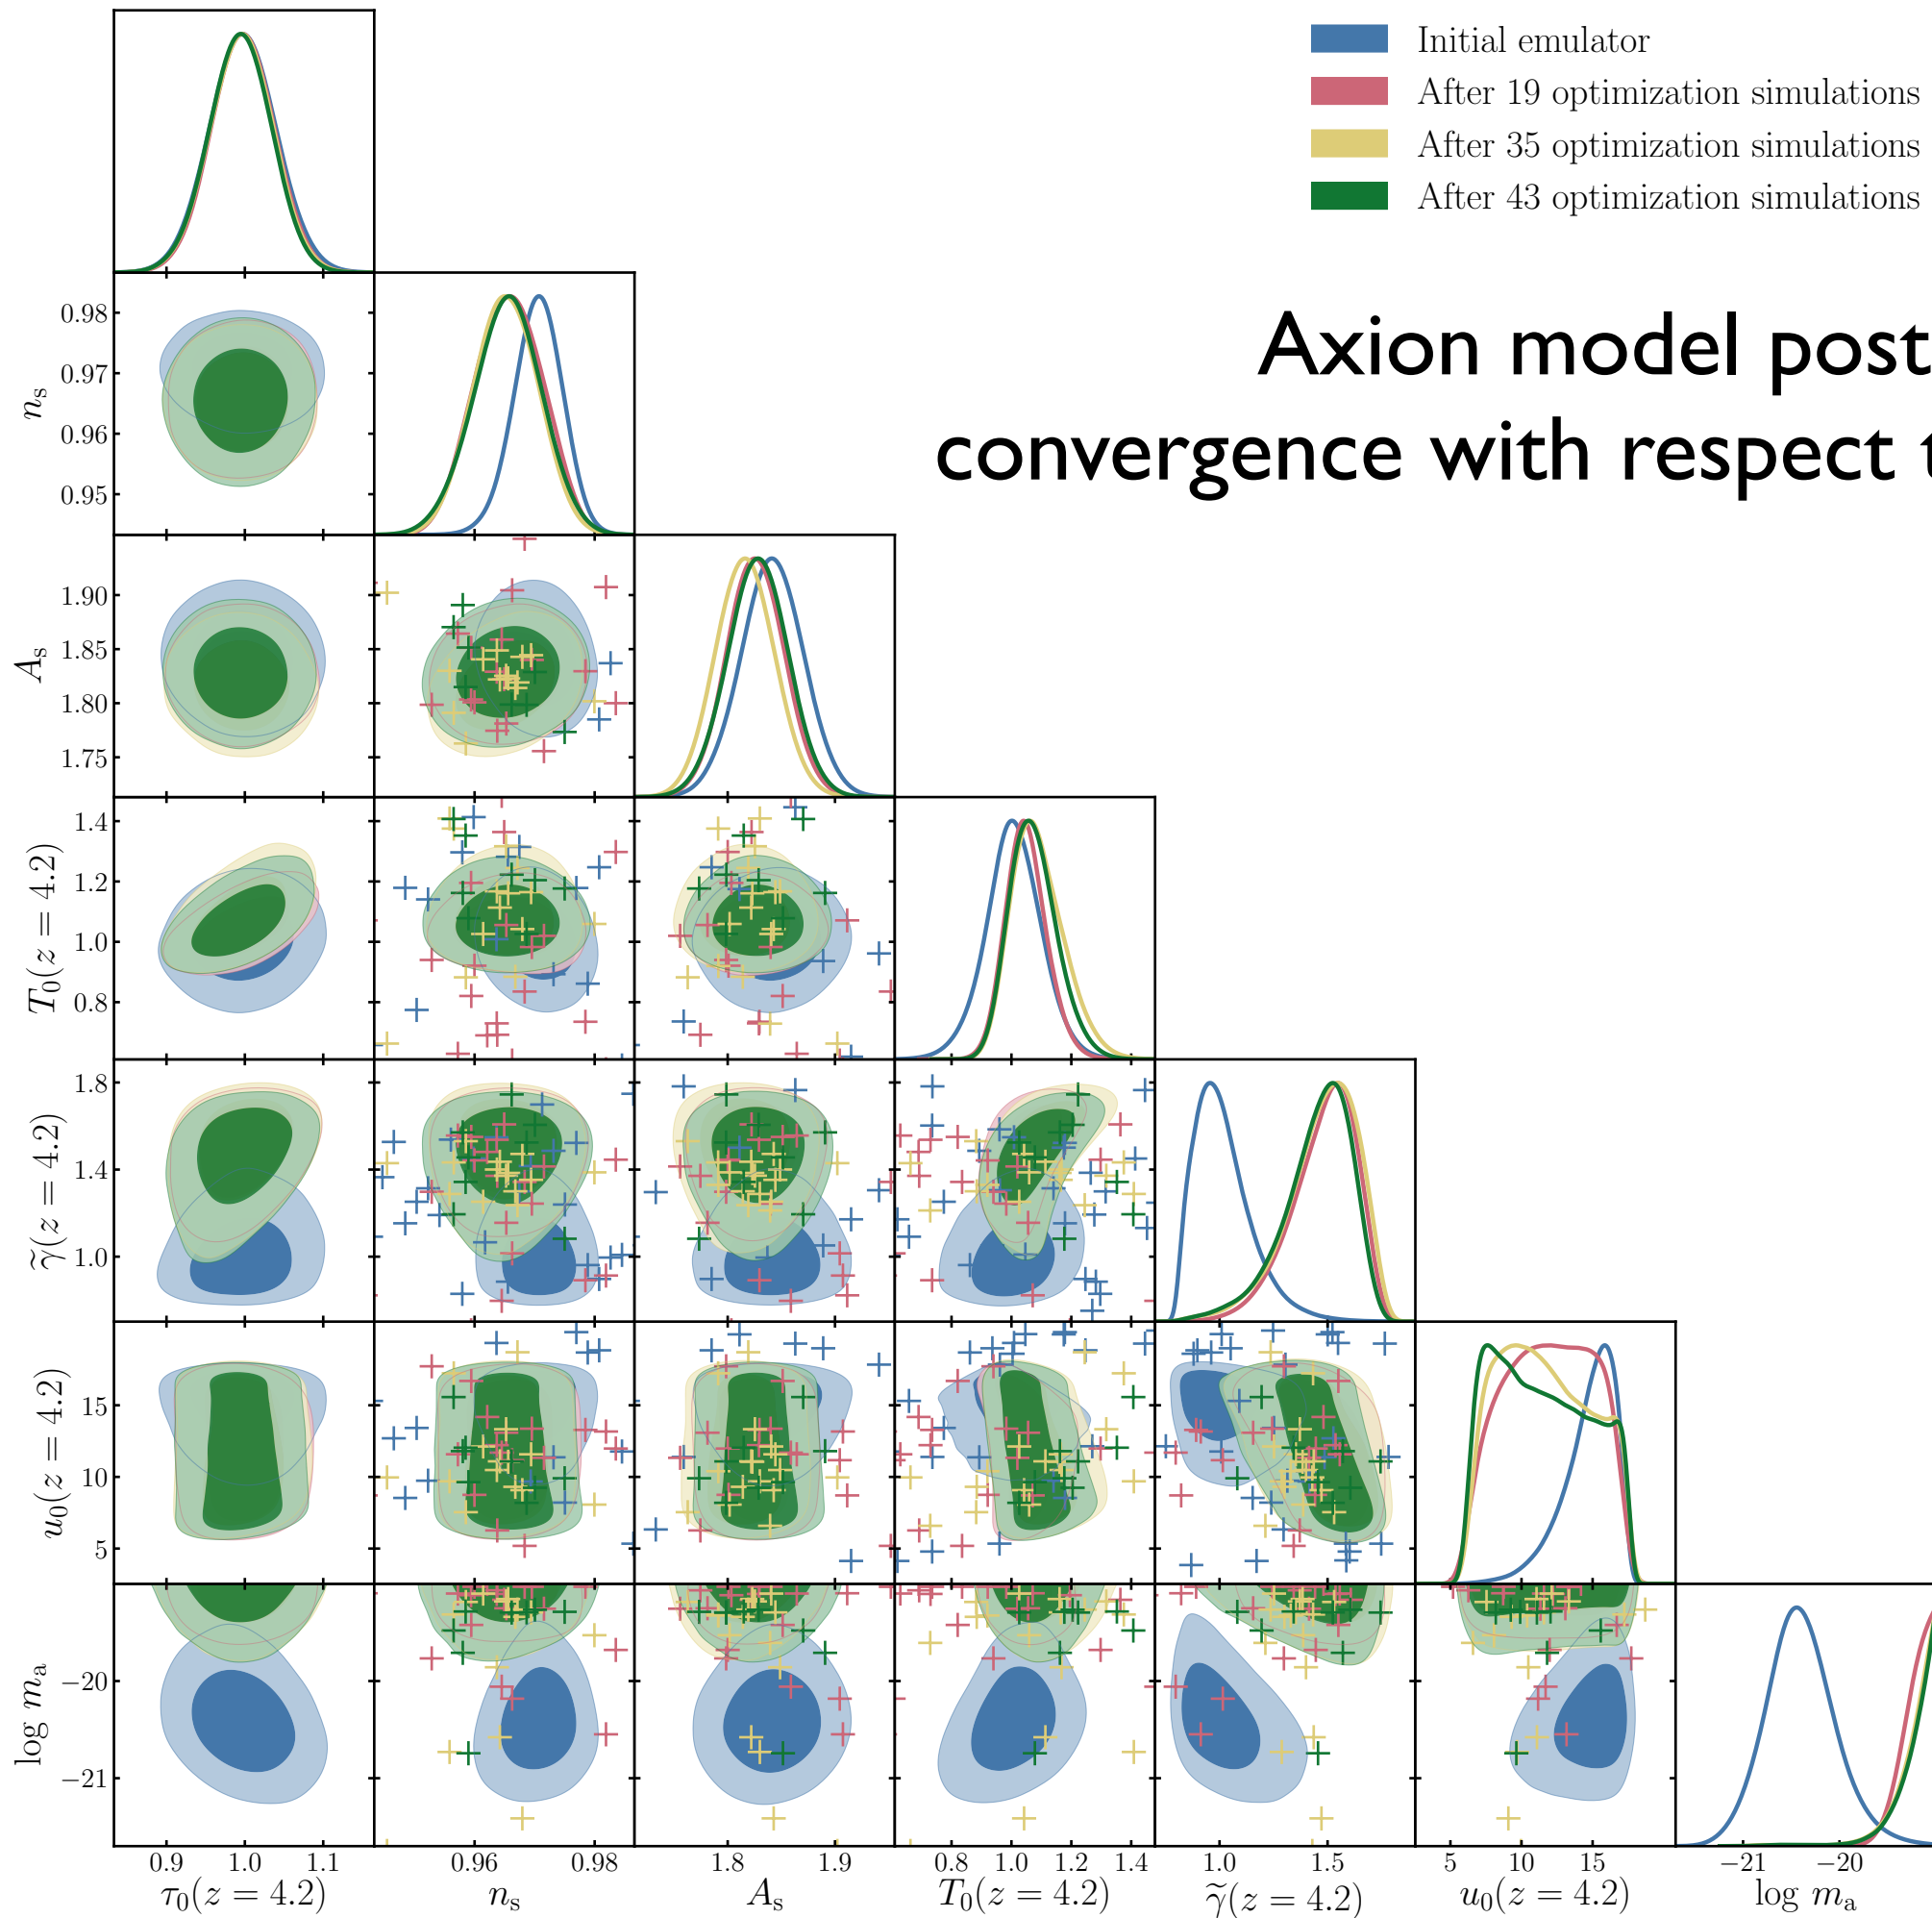 Initial emulator
After 19 optimization simulations
After 35 optimization simulations
After 43 optimization simulations
Axion model post
convergence with respect t
n_s
0.98
0.97
0.96
0.95
A_s
1.90
1.85
1.80
1.75
T_0(z = 4.2)
1.4
1.2
1.0
0.8
γ̃(z = 4.2)
1.8
1.4
1.0
u_0(z = 4.2)
15
10
5
log m_a
−20
−21
0.9 1.0 1.1 0.96 0.98 1.8 1.9 0.8 1.0 1.2 1.4 1.0 1.5 5 10 15 −21 −20
τ_0(z = 4.2) n_s A_s T_0(z = 4.2) γ̃(z = 4.2) u_0(z = 4.2) log m_a